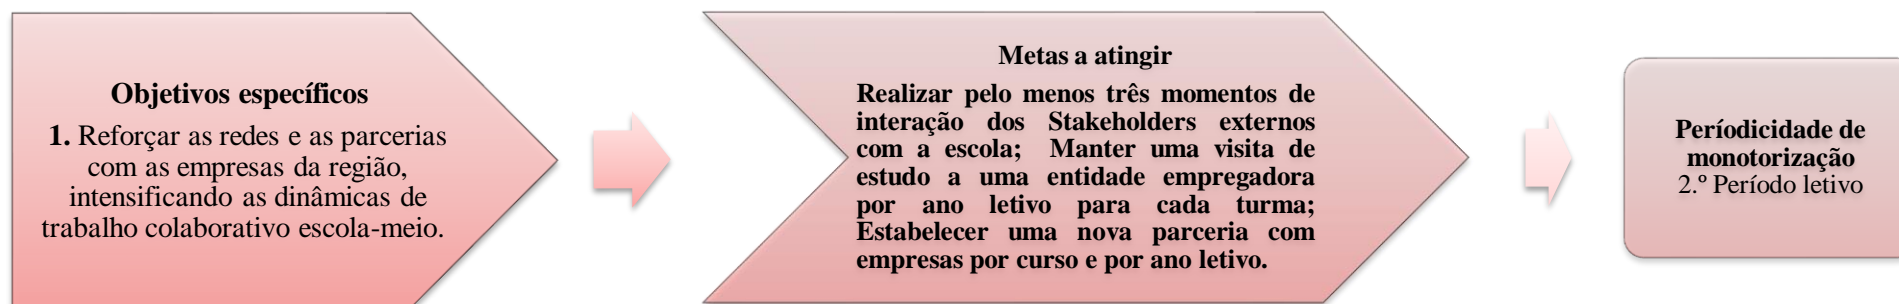 Objetivos específicos
1. Reforçar as redes e as parcerias
com as empresas da região,
intensificando as dinâmicas de
trabalho colaborativo escola-meio.
Metas a atingir
Realizar pelo menos três momentos de
interação dos Stakeholders externos
com a escola; Manter uma visita de
estudo a uma entidade empregadora
por ano letivo para cada turma;
Estabelecer uma nova parceria com
empresas por curso e por ano letivo.
Períodicidade de
monotorização
2.º Período letivo